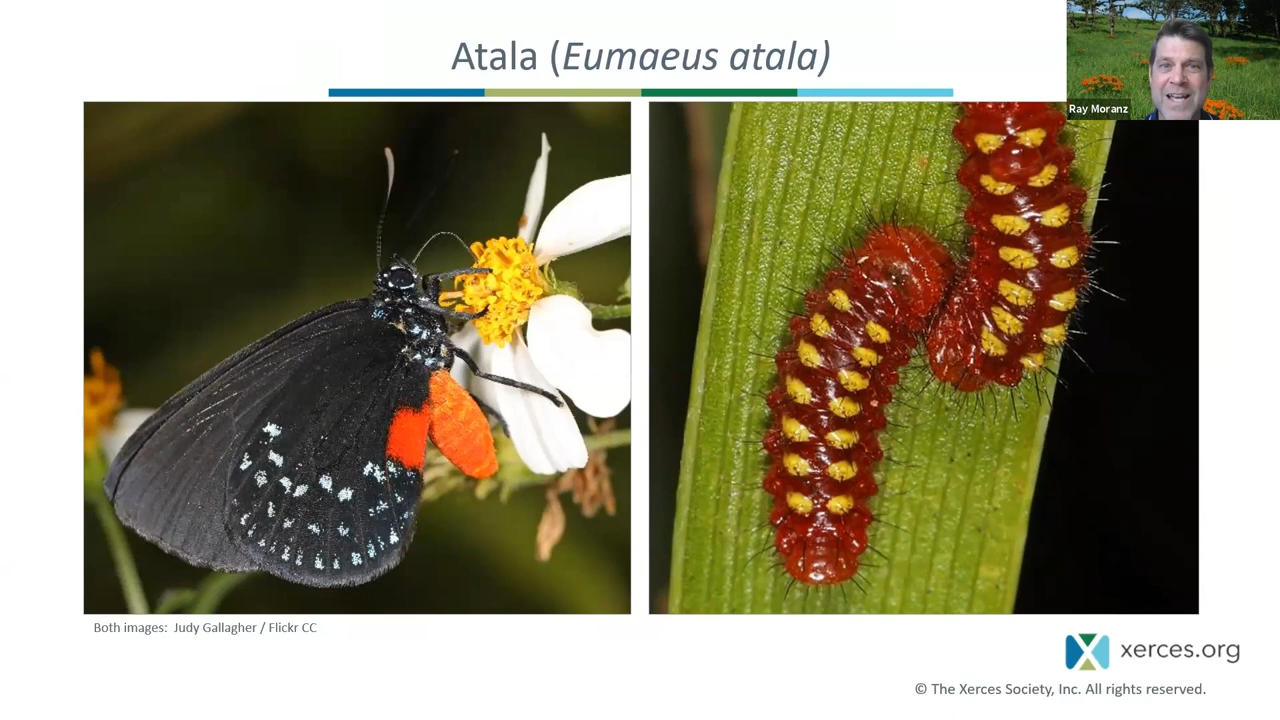 Atala (Eumaeus atala)
Ray Moranz
Both images: Judy Gallagher / Flickr CC
xerces.org
© The Xerces Society, Inc. All rights reserved.